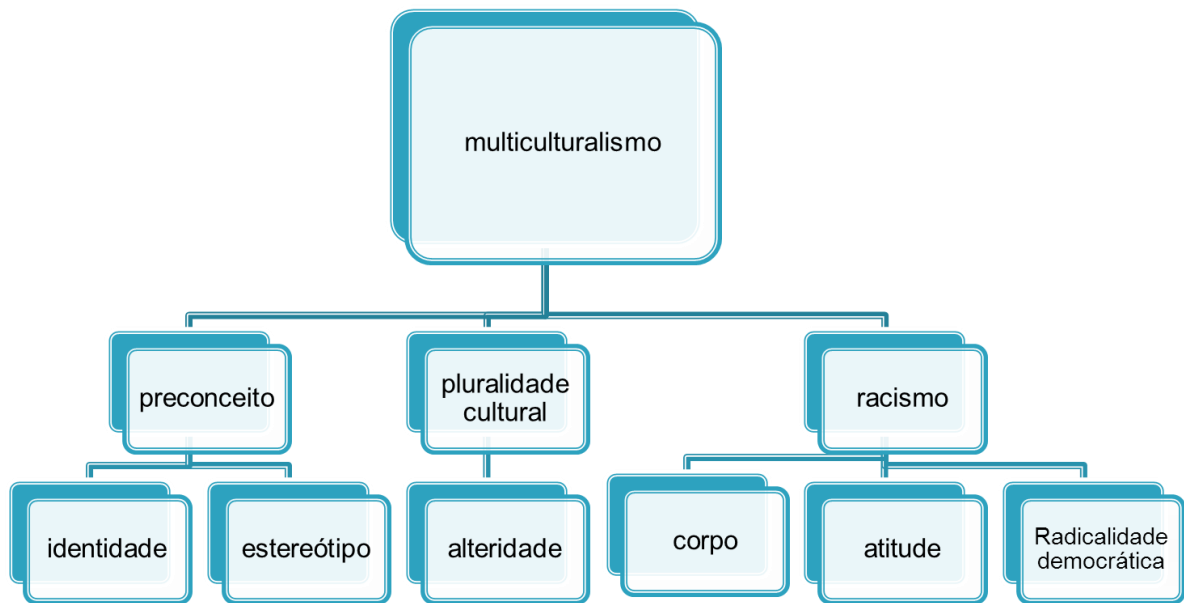 multiculturalismo
preconceito
pluralidade
cultural
racismo
identidade
estereótipo
alteridade
corpo
atitude
Radicalidade
democrática